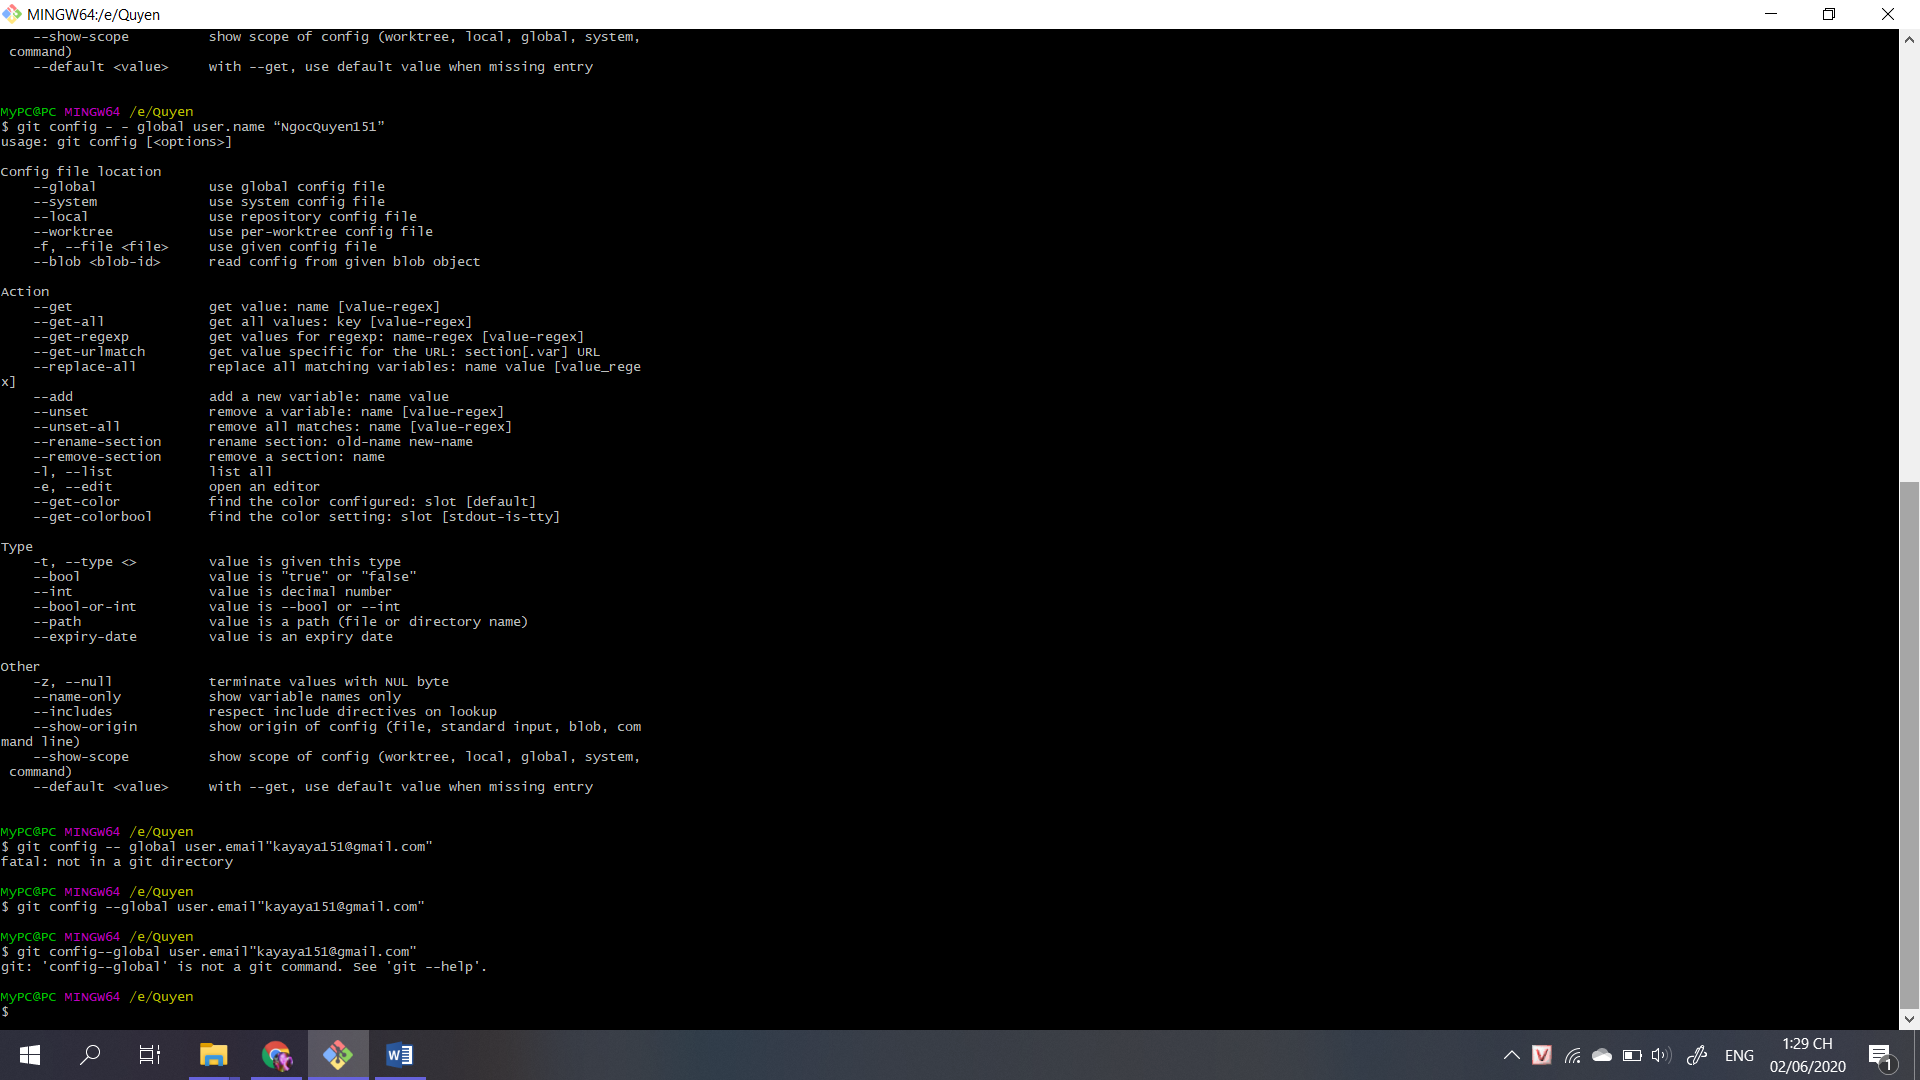 MINGW64:/e/Quyen
    --show-scope          show scope of config (worktree, local, global, system,
 command)
    --default <value>     with --get, use default value when missing entry
MyPC@PC MINGW64 /e/Quyen
$ git config - - global user.name “NgocQuyen151”
usage: git config [<options>]
Config file location
    --global              use global config file
    --system              use system config file
    --local               use repository config file
    --worktree            use per-worktree config file
    -f, --file <file>     use given config file
    --blob <blob-id>      read config from given blob object
Action
    --get                 get value: name [value-regex]
    --get-all             get all values: key [value-regex]
    --get-regexp          get values for regexp: name-regex [value-regex]
    --get-urlmatch        get value specific for the URL: section[.var] URL
    --replace-all         replace all matching variables: name value [value_rege
x]
    --add                 add a new variable: name value
    --unset               remove a variable: name [value-regex]
    --unset-all           remove all matches: name [value-regex]
    --rename-section      rename section: old-name new-name
    --remove-section      remove a section: name
    -l, --list            list all
    -e, --edit            open an editor
    --get-color           find the color configured: slot [default]
    --get-colorbool       find the color setting: slot [stdout-is-tty]
Type
    -t, --type <>         value is given this type
    --bool                value is "true" or "false"
    --int                 value is decimal number
    --bool-or-int         value is --bool or --int
    --path                value is a path (file or directory name)
    --expiry-date         value is an expiry date
Other
    -z, --null            terminate values with NUL byte
    --name-only           show variable names only
    --includes            respect include directives on lookup
    --show-origin         show origin of config (file, standard input, blob, com
mand line)
    --show-scope          show scope of config (worktree, local, global, system,
 command)
    --default <value>     with --get, use default value when missing entry
MyPC@PC MINGW64 /e/Quyen
$ git config -- global user.email"kayaya151@gmail.com"
fatal: not in a git directory
MyPC@PC MINGW64 /e/Quyen
$ git config --global user.email"kayaya151@gmail.com"
MyPC@PC MINGW64 /e/Quyen
$ git config--global user.email"kayaya151@gmail.com"
git: 'config--global' is not a git command. See 'git --help'.
MyPC@PC MINGW64 /e/Quyen
$
ENG
1:29 CH
02/06/2020
1